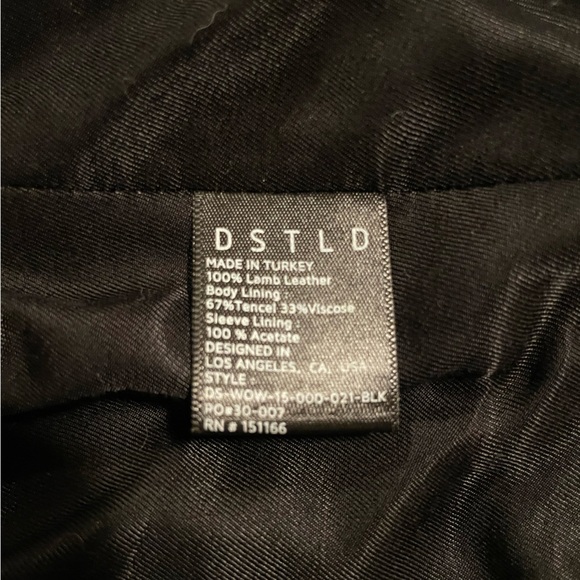 DSTLD
MADE IN TURKEY
100% Lamb Leather
Body Lining :
67%Tencel 33%Viscose
Sleeve Lining :
100 % Acetate
DESIGNED IN
LOS ANGELES, CA, USA
STYLE :
DS-WOW-15-000-021-BLK
PO#30-007
RN # 151166